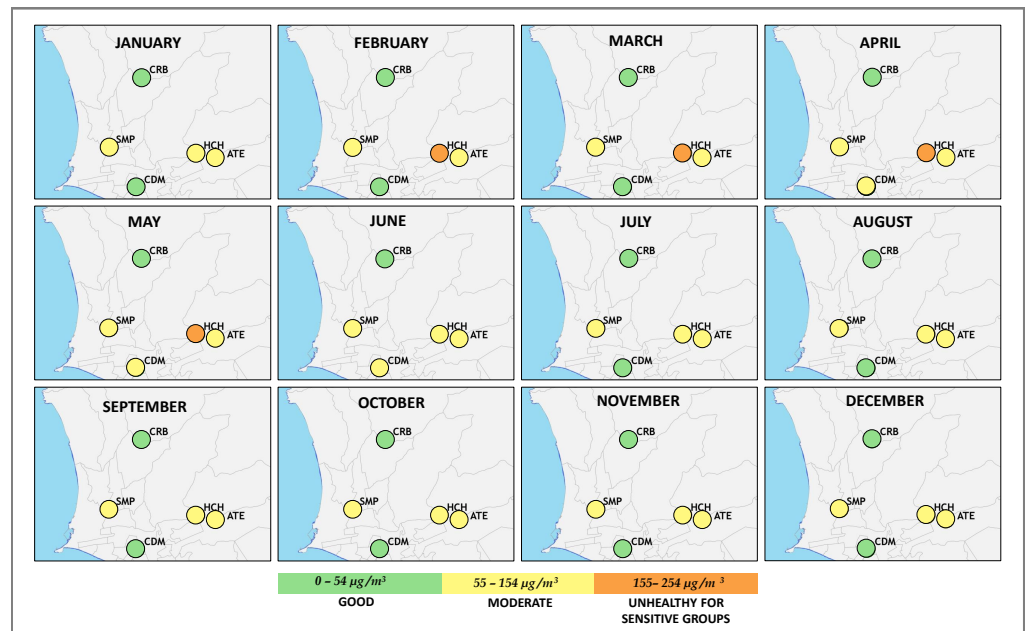 JANUARY
CRB
SMP
HCH
ATE
CDM
FEBRUARY
CRB
SMP
HCH
ATE
CDM
MARCH
CRB
SMP
HCH
ATE
CDM
APRIL
CRB
SMP
HCH
ATE
CDM
MAY
CRB
SMP
HCH
ATE
CDM
JUNE
CRB
SMP
HCH
ATE
CDM
JULY
CRB
SMP
HCH
ATE
CDM
AUGUST
CRB
SMP
HCH
ATE
CDM
SEPTEMBER
CRB
SMP
HCH
ATE
CDM
OCTOBER
CRB
SMP
HCH
ATE
CDM
NOVEMBER
CRB
SMP
HCH
ATE
CDM
DECEMBER
CRB
SMP
HCH
ATE
CDM
0 – 54 µg/m³
55 – 154 µg/m³
155– 254 µg/m ³
GOOD
MODERATE
UNHEALTHY FOR
SENSITIVE GROUPS